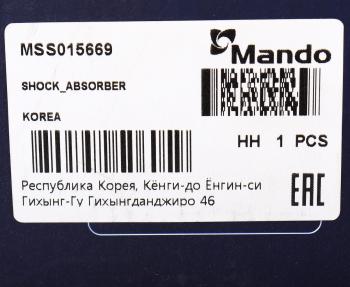 MSS015669
Mando
SHOCK_ABSORBER
KOREA
HH 1 PCS
Республика Корея, Кёнги-до Ёнгин-си
Гихынг-Гу Гихынгданджиро 46
EAC